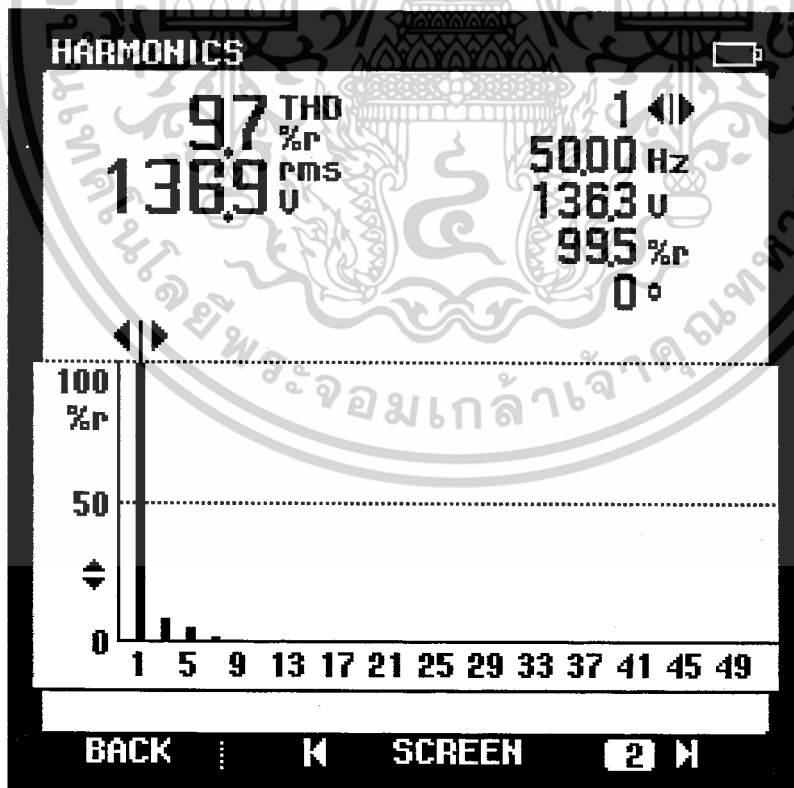 HARMONICS
9.7 THD %r
136.9 rms V
1
50.00 Hz
136.3 V
99.5 %r
0 °
100
%r
50
0
1 5 9 13 17 21 25 29 33 37 41 45 49
BACK SCREEN 2